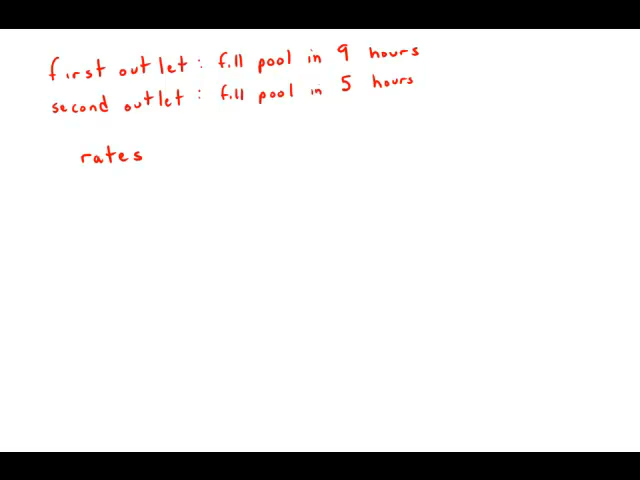 first outlet: fill pool in 9 hours
second outlet: fill pool in 5 hours
rates